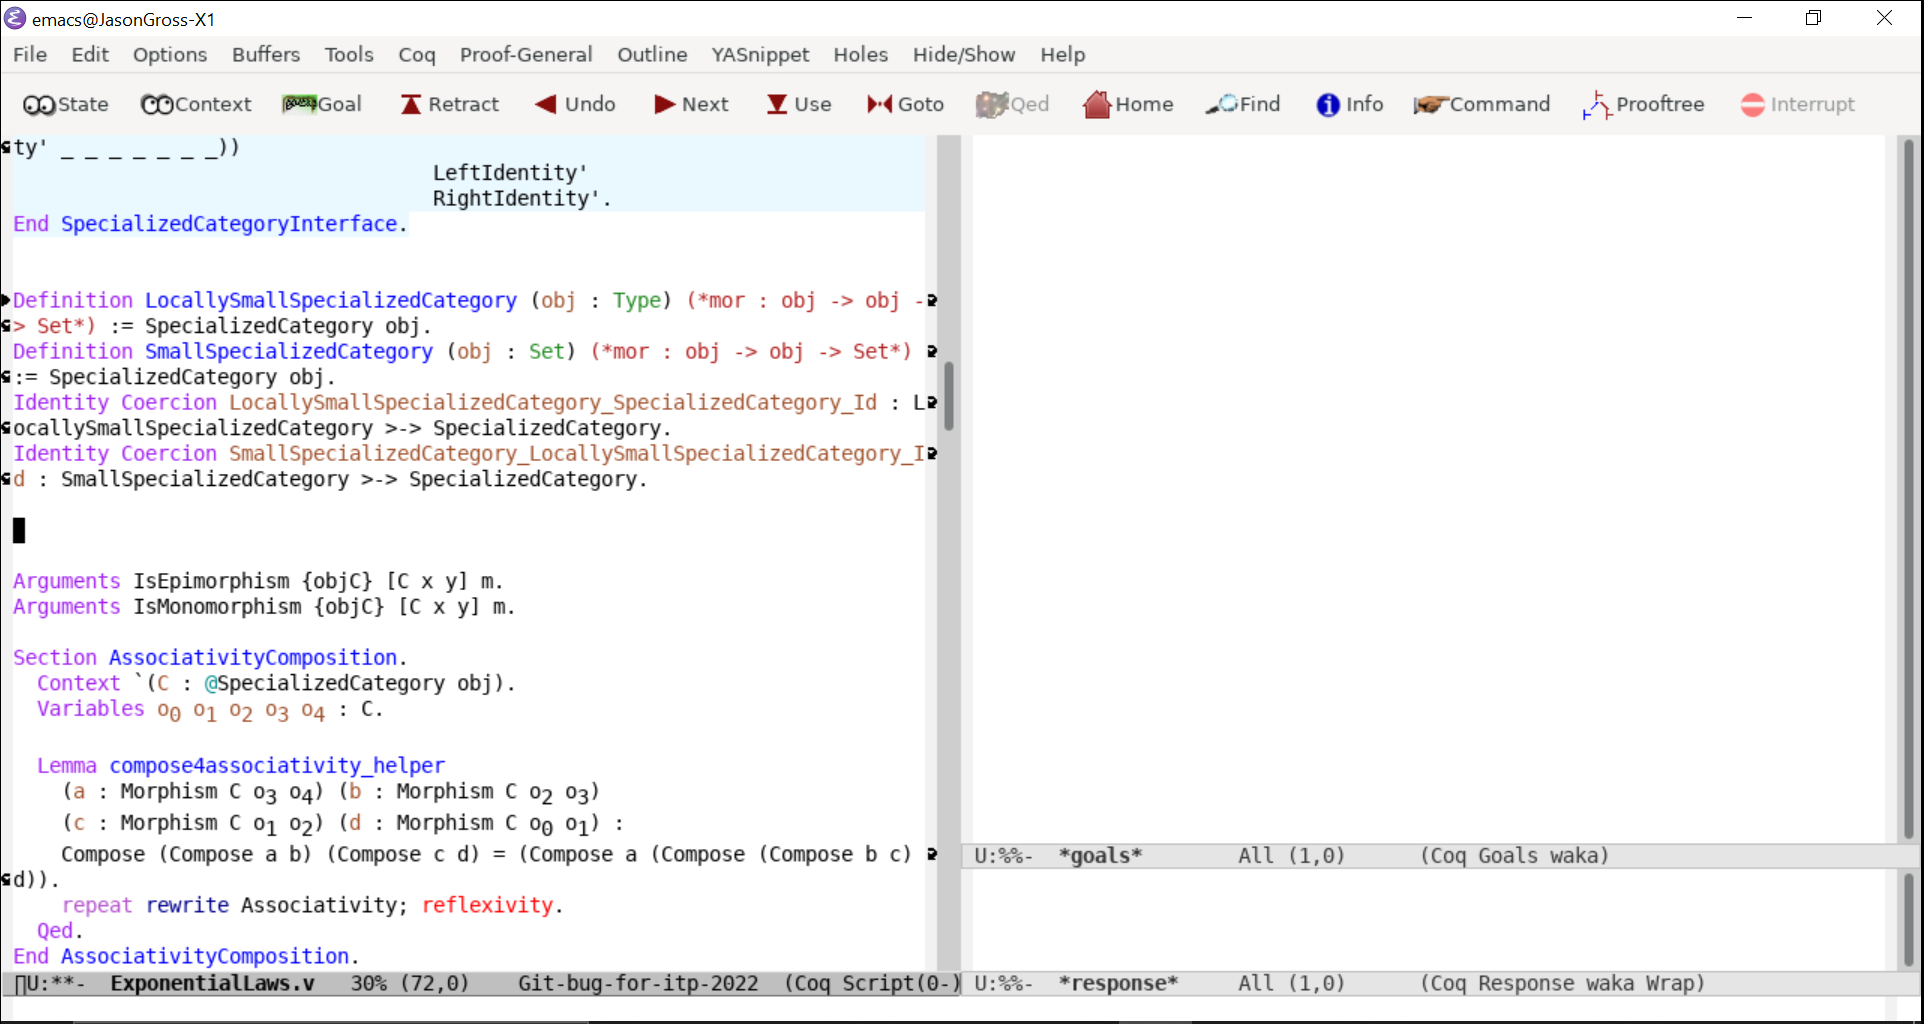 emacs@JasonGross-X1
File Edit Options Buffers Tools Coq Proof-General Outline YASnippet Holes Hide/Show Help
State Context Goal Retract Undo Next Use Goto Qed Home Find Info Command Prooftree Interrupt
ty' _ _ _ _ _ _ _))
LeftIdentity'
RightIdentity'.
End SpecializedCategoryInterface.
Definition LocallySmallSpecializedCategory (obj : Type) (*mor : obj -> obj -
> Set*) := SpecializedCategory obj.
Definition SmallSpecializedCategory (obj : Set) (*mor : obj -> obj -> Set*)
:= SpecializedCategory obj.
Identity Coercion LocallySmallSpecializedCategory_SpecializedCategory_Id : L
ocallySmallSpecializedCategory >-> SpecializedCategory.
Identity Coercion SmallSpecializedCategory_LocallySmallSpecializedCategory_I
d : SmallSpecializedCategory >-> SpecializedCategory.
Arguments IsEpimorphism {objC} [C x y] m.
Arguments IsMonomorphism {objC} [C x y] m.
Section AssociativityComposition.
Context `(C : @SpecializedCategory obj).
Variables o₀ o₁ o₂ o₃ o₄ : C.
Lemma compose4associativity_helper
(a : Morphism C o₃ o₄) (b : Morphism C o₂ o₃)
(c : Morphism C o₁ o₂) (d : Morphism C o₀ o₁) :
Compose (Compose a b) (Compose c d) = (Compose a (Compose (Compose b c)
d)).
repeat rewrite Associativity; reflexivity.
Qed.
End AssociativityComposition.
U:**- ExponentialLaws.v 30% (72,0) Git-bug-for-itp-2022 (Coq Script(0-)
U:%%- *goals* All (1,0) (Coq Goals waka)
U:%%- *response* All (1,0) (Coq Response waka Wrap)